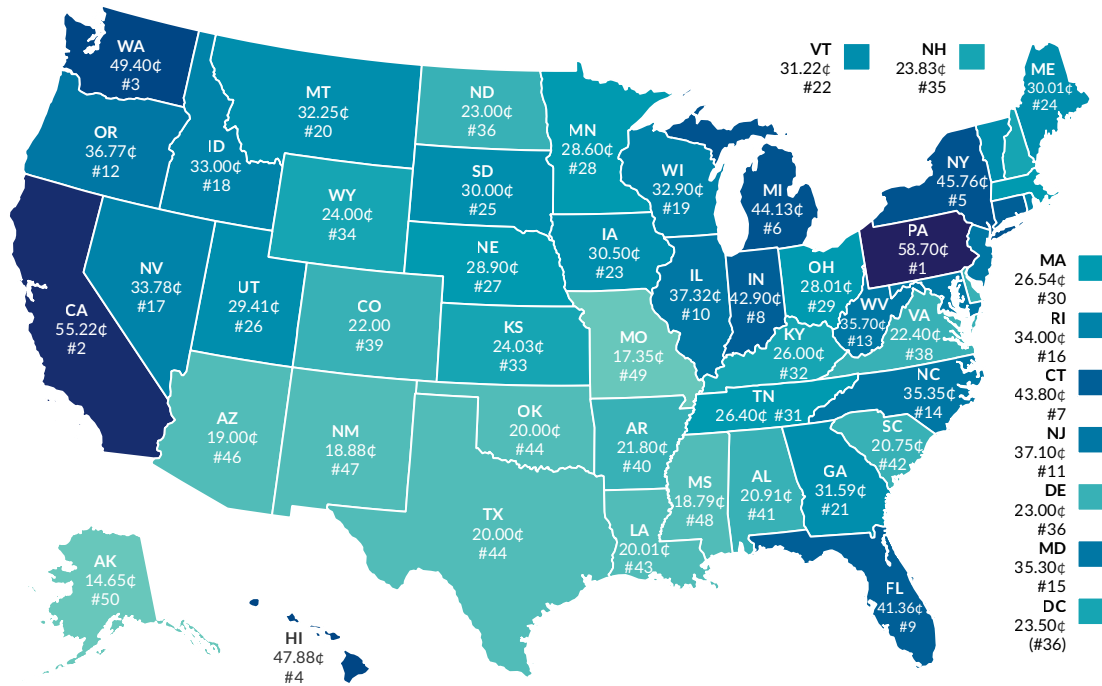 WA
49.40¢
#3
OR
36.77¢
#12
CA
55.22¢
#2
ID
33.00¢
#18
NV
33.78¢
#17
MT
32.25¢
#20
WY
24.00¢
#34
UT
29.41¢
#26
CO
22.00
#39
AZ
19.00¢
#46
NM
18.88¢
#47
ND
23.00¢
#36
SD
30.00¢
#25
NE
28.90¢
#27
KS
24.03¢
#33
OK
20.00¢
#44
TX
20.00¢
#44
MN
28.60¢
#28
IA
30.50¢
#23
MO
17.35¢
#49
AR
21.80¢
#40
LA
20.01¢
#43
WI
32.90¢
#19
IL
37.32¢
#10
MI
44.13¢
#6
IN
42.90¢
#8
OH
28.01¢
#29
KY
26.00¢
#32
TN
26.40¢ #31
MS
18.79¢
#48
AL
20.91¢
#41
GA
31.59¢
#21
FL
41.36¢
#9
SC
20.75¢
#42
NC
35.35¢
#14
VA
22.40¢
#38
WV
35.70¢
#13
PA
58.70¢
#1
NY
45.76¢
#5
VT
31.22¢
#22
NH
23.83¢
#35
ME
30.01¢
#24
MA
26.54¢
#30
RI
34.00¢
#16
CT
43.80¢
#7
NJ
37.10¢
#11
DE
23.00¢
#36
MD
35.30¢
#15
DC
23.50¢
(#36)
AK
14.65¢
#50
HI
47.88¢
#4